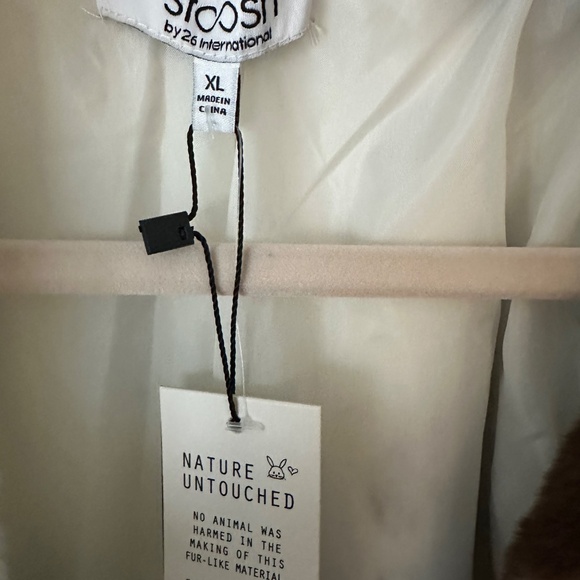 sroosh
by 26 International
XL
MADE IN
CHINA
NATURE
UNTOUCHED
NO ANIMAL WAS
HARMED IN THE
MAKING OF THIS
FUR-LIKE MATERIAL